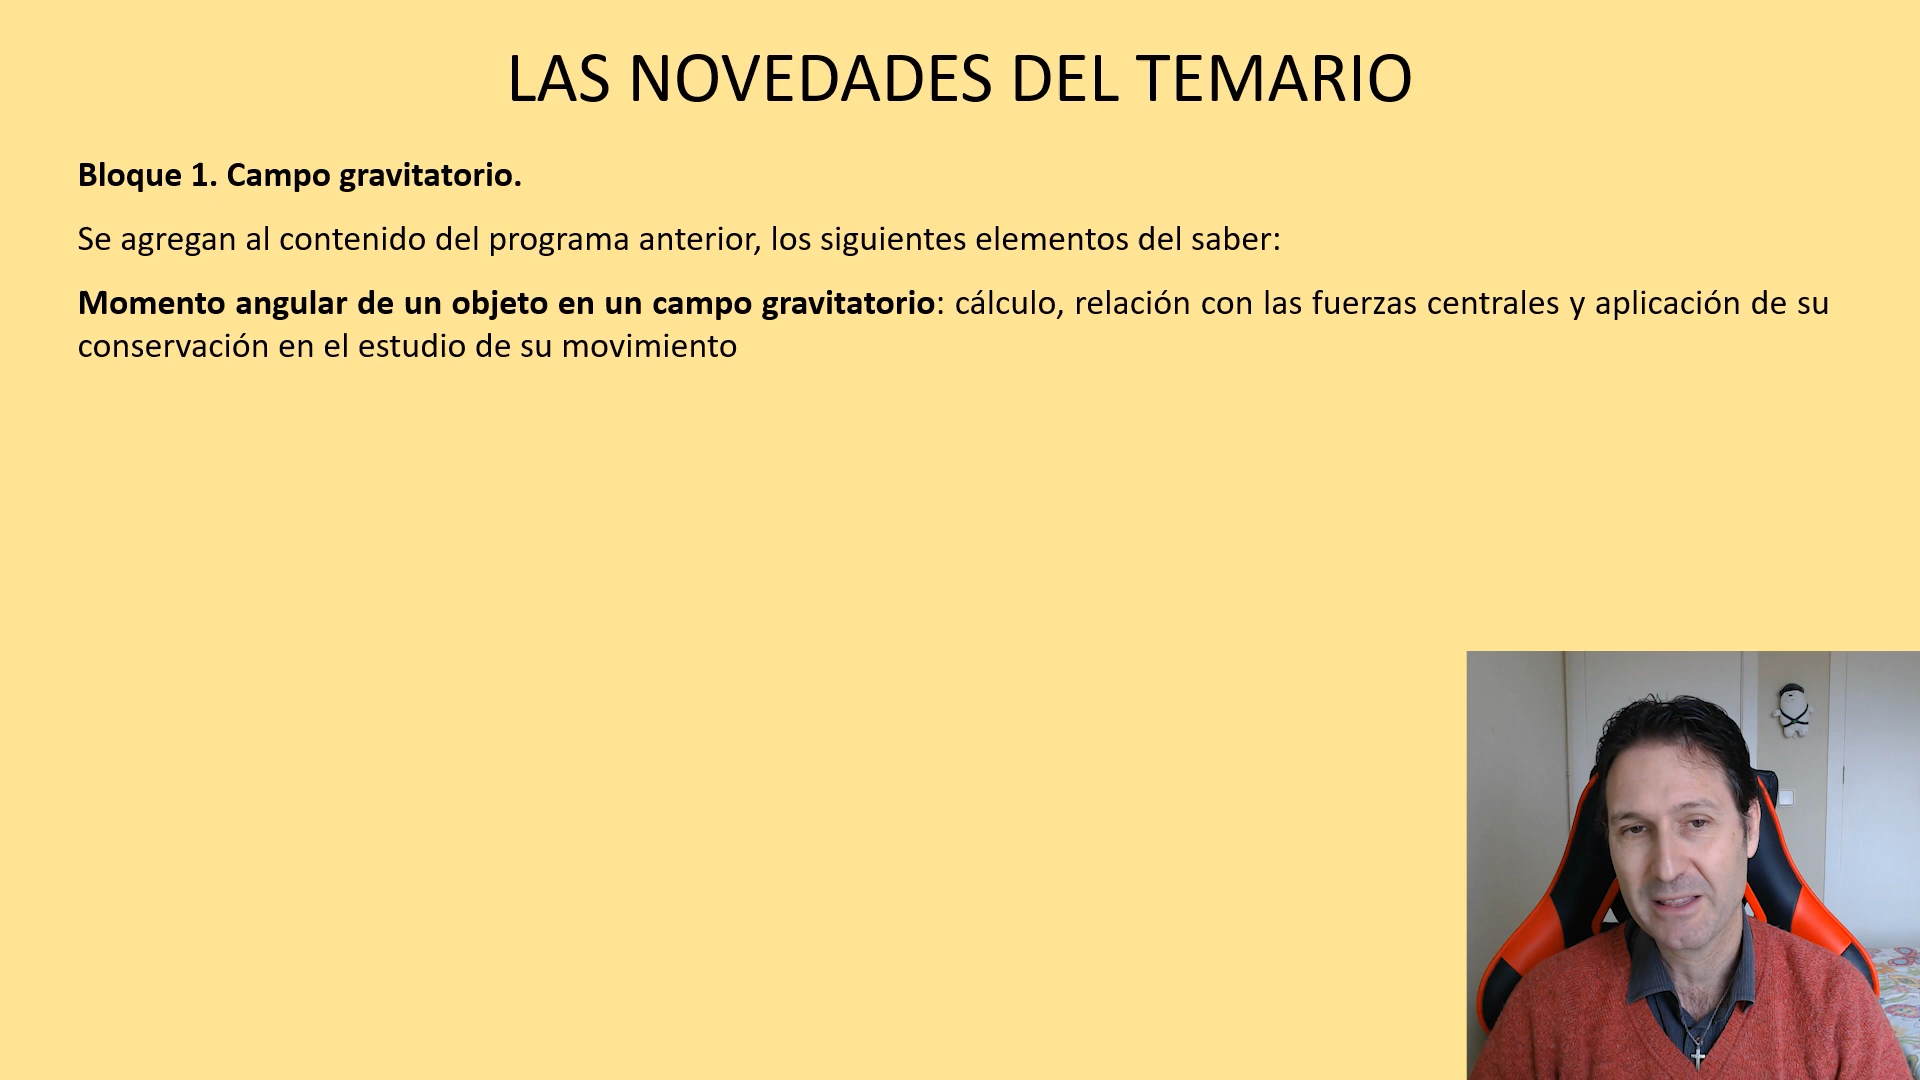 LAS NOVEDADES DEL TEMARIO
Bloque 1. Campo gravitatorio.
Se agregan al contenido del programa anterior, los siguientes elementos del saber:
Momento angular de un objeto en un campo gravitatorio: cálculo, relación con las fuerzas centrales y aplicación de su
conservación en el estudio de su movimiento